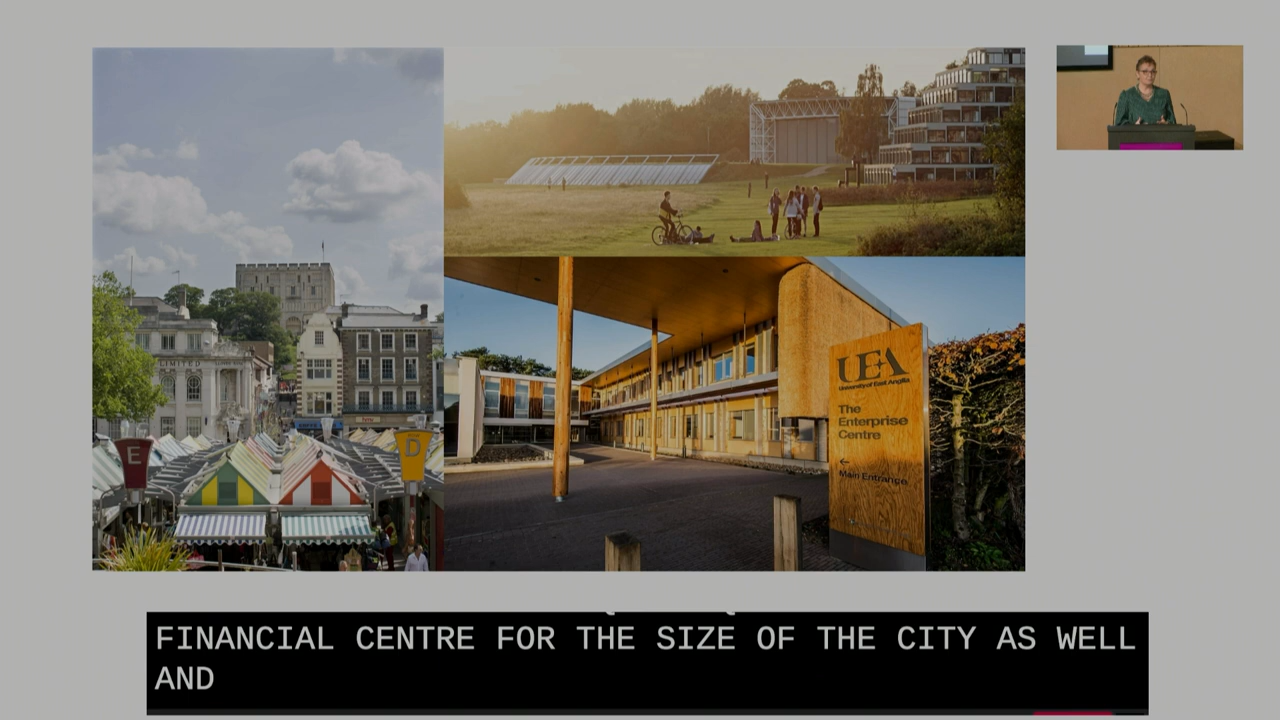 LIMITED
E
D
UEA
University of East Anglia
The
Enterprise
Centre
←
Main Entrance
FINANCIAL CENTRE FOR THE SIZE OF THE CITY AS WELL
AND